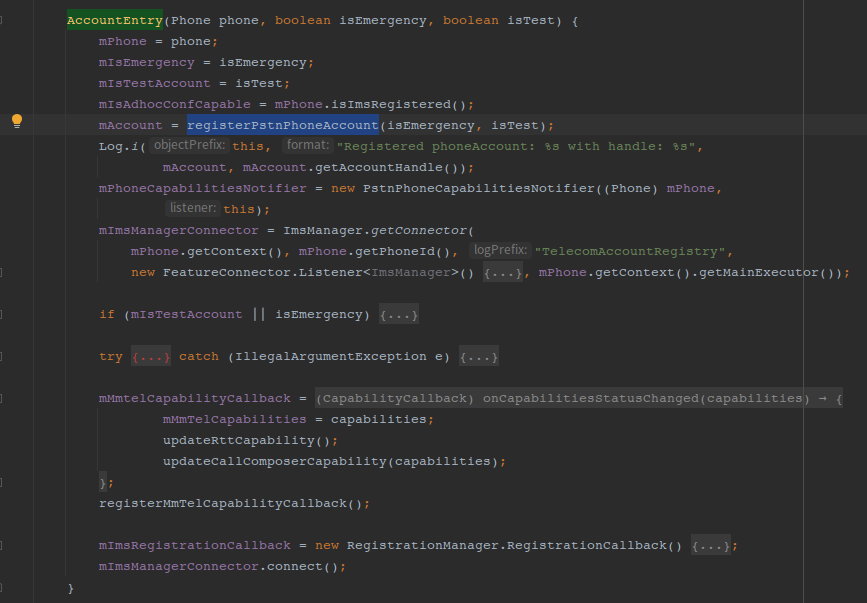 AccountEntry(Phone phone, boolean isEmergency, boolean isTest) {
mPhone = phone;
mIsEmergency = isEmergency;
mIsTestAccount = isTest;
mIsAdhocConfCapable = mPhone.isImsRegistered();
mAccount = registerPstnPhoneAccount(isEmergency, isTest);
Log.i( objectPrefix: this, format: "Registered phoneAccount: %s with handle: %s",
mAccount, mAccount.getAccountHandle());
mPhoneCapabilitiesNotifier = new PstnPhoneCapabilitiesNotifier((Phone) mPhone,
listener: this);
mImsManagerConnector = ImsManager.getConnector(
mPhone.getContext(), mPhone.getPhoneId(), logPrefix: "TelecomAccountRegistry",
new FeatureConnector.Listener<ImsManager>() {...}, mPhone.getContext().getMainExecutor());
if (mIsTestAccount || isEmergency) {...}
try {...} catch (IllegalArgumentException e) {...}
mMmtelCapabilityCallback = (CapabilityCallback) onCapabilitiesStatusChanged(capabilities) → {
mMmTelCapabilities = capabilities;
updateRttCapability();
updateCallComposerCapability(capabilities);
};
registerMmTelCapabilityCallback();
mImsRegistrationCallback = new RegistrationManager.RegistrationCallback() {...};
mImsManagerConnector.connect();
}